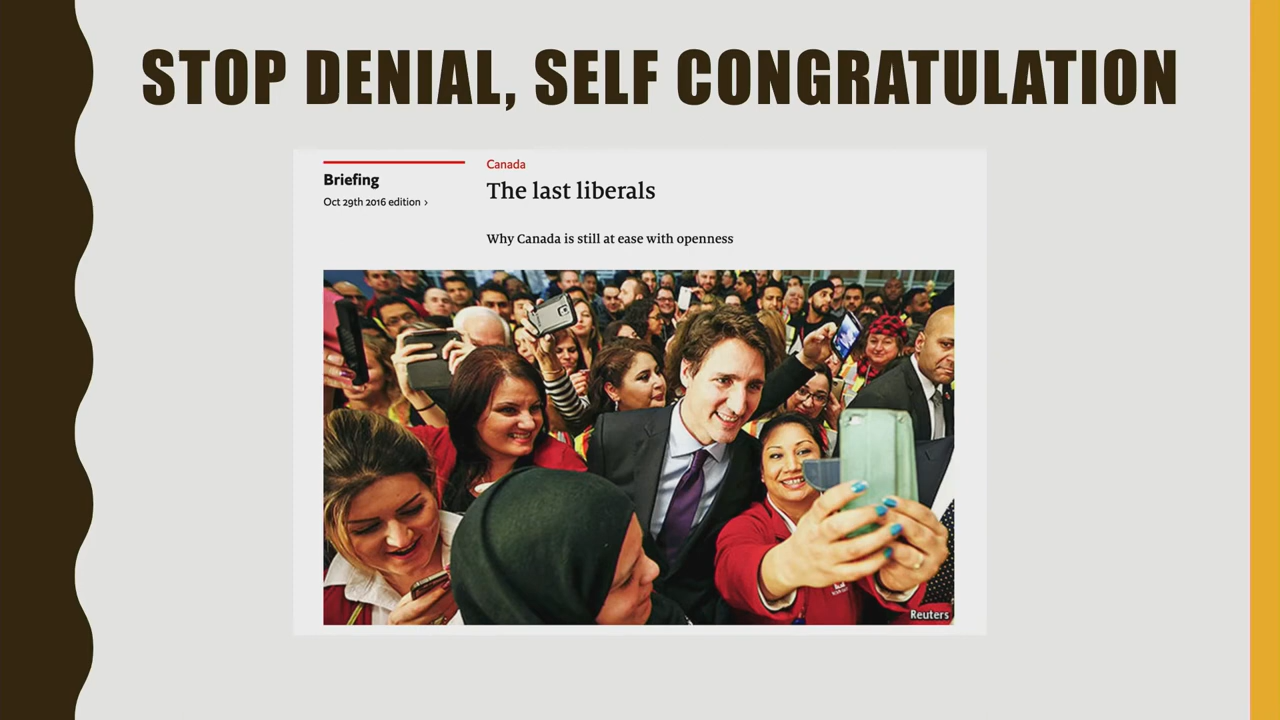 STOP DENIAL, SELF CONGRATULATION
Canada
Briefing
The last liberals
Oct 29th 2016 edition ›
Why Canada is still at ease with openness
Reuters